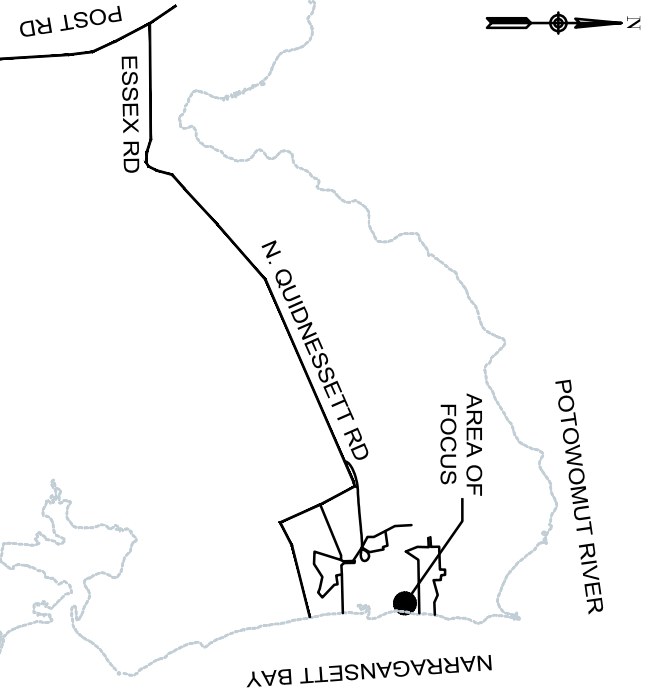 POST RD
ESSEX RD
N. QUIDNESSETT RD
AREA OF
FOCUS
POTOWOMUT RIVER
NARRAGANSETT BAY
N